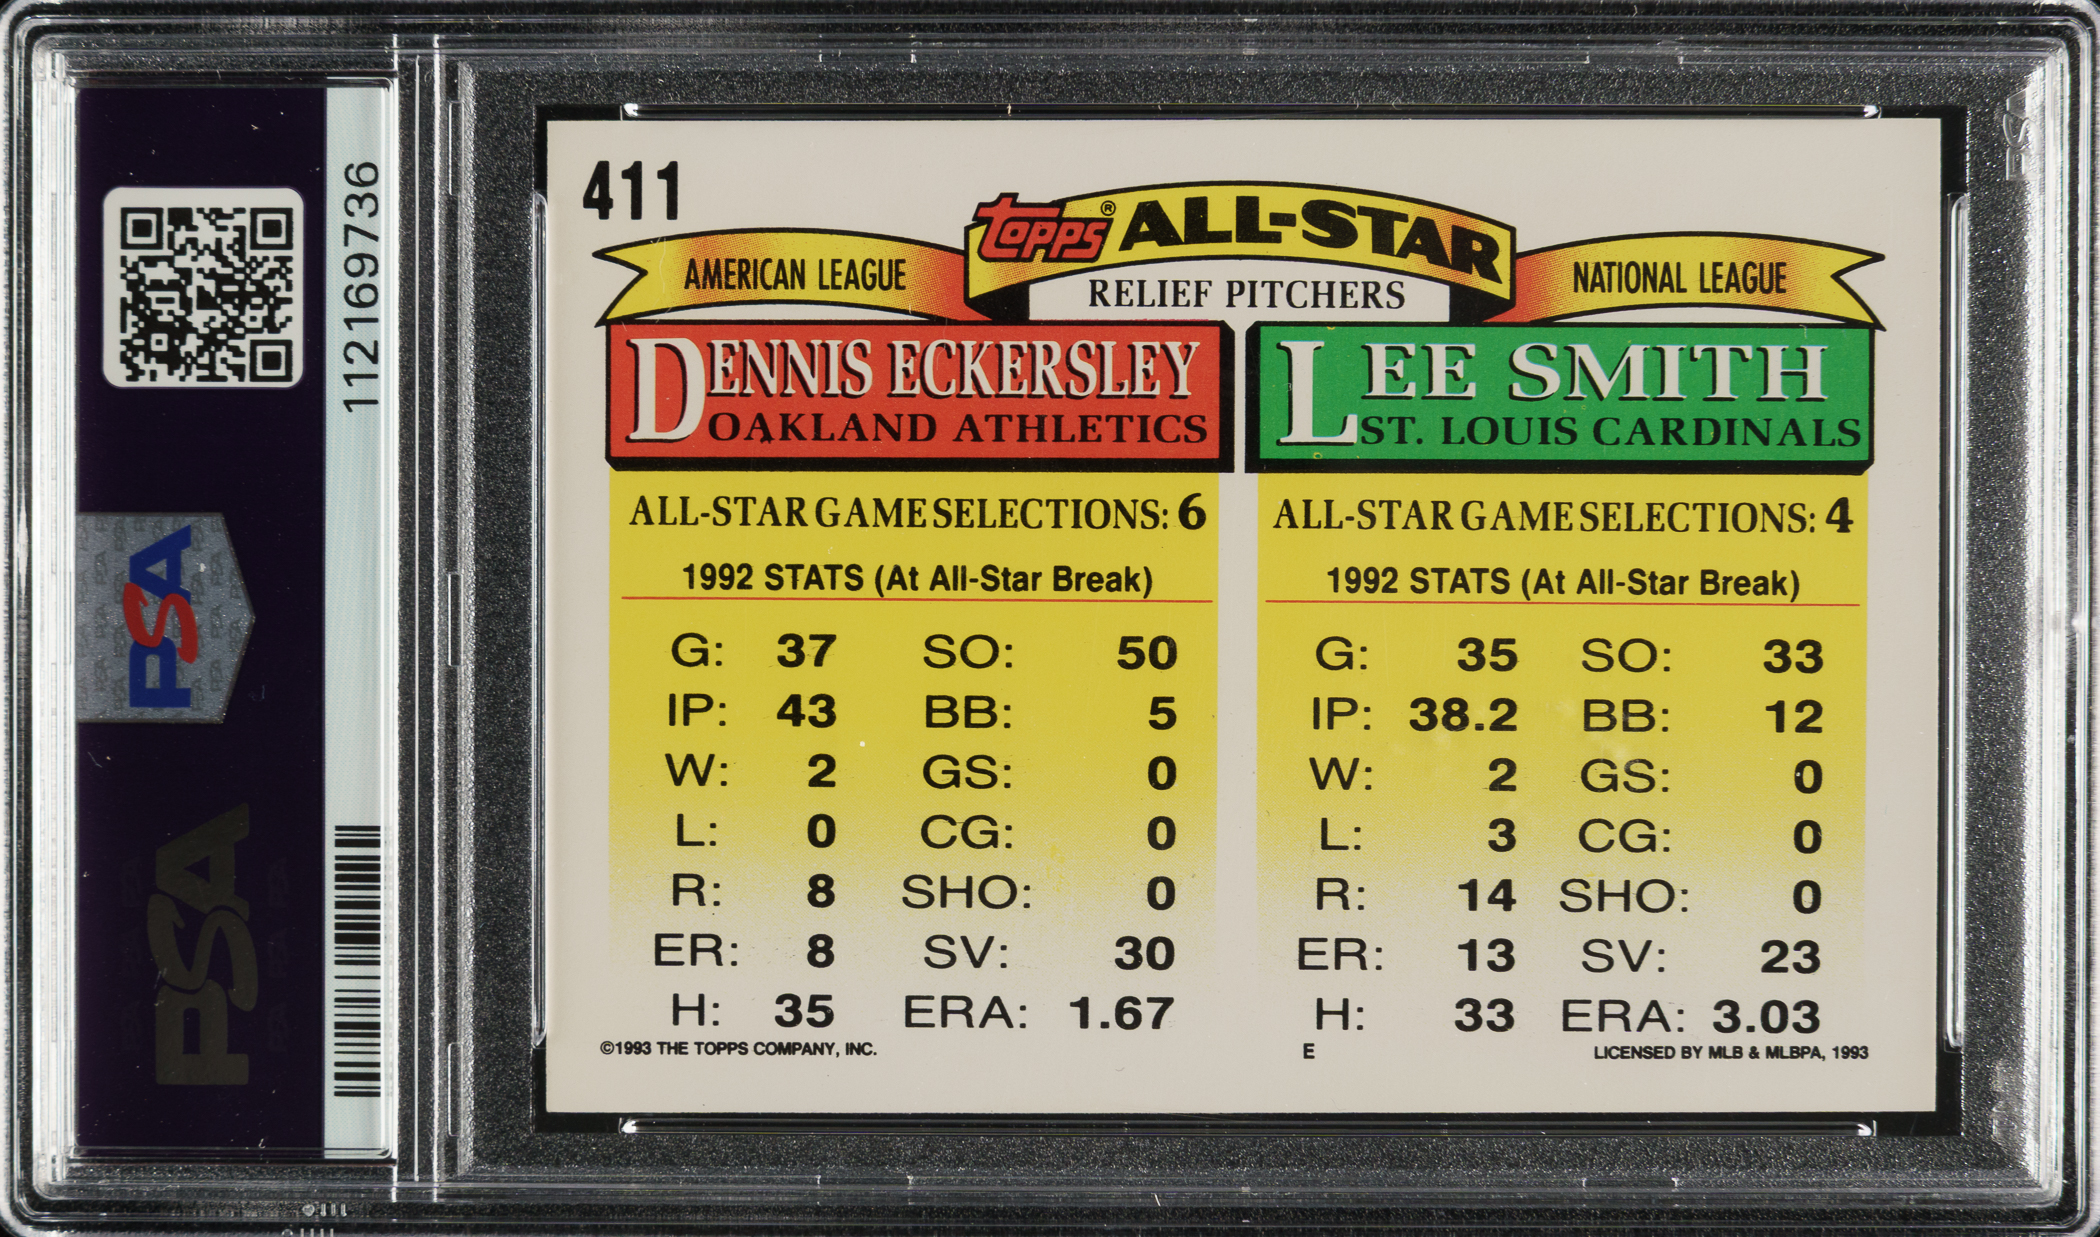 112169736
PSA
PSA
411
topps® ALL-STAR
AMERICAN LEAGUE
RELIEF PITCHERS
NATIONAL LEAGUE
DENNIS ECKERSLEY
OAKLAND ATHLETICS
ALL-STAR GAME SELECTIONS: 6
1992 STATS (At All-Star Break)
G: 37 SO: 50
IP: 43 BB: 5
W: 2 GS: 0
L: 0 CG: 0
R: 8 SHO: 0
ER: 8 SV: 30
H: 35 ERA: 1.67
LEE SMITH
ST. LOUIS CARDINALS
ALL-STAR GAME SELECTIONS: 4
1992 STATS (At All-Star Break)
G: 35 SO: 33
IP: 38.2 BB: 12
W: 2 GS: 0
L: 3 CG: 0
R: 14 SHO: 0
ER: 13 SV: 23
H: 33 ERA: 3.03
©1993 THE TOPPS COMPANY, INC.
E
LICENSED BY MLB & MLBPA, 1993
PSA